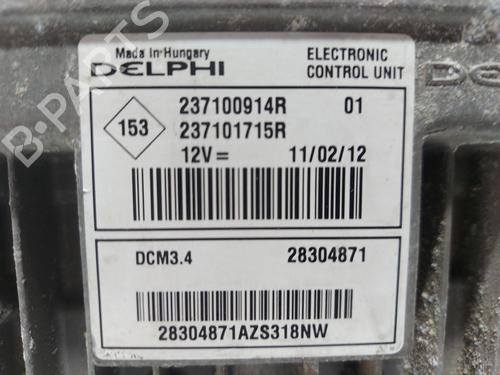 Made in Hungary
DELPHI
ELECTRONIC
CONTROL UNIT
153
237100914R 01
237101715R
12V= 11/02/12
DCM3.4 28304871
28304871AZS318NW
B-PARTS